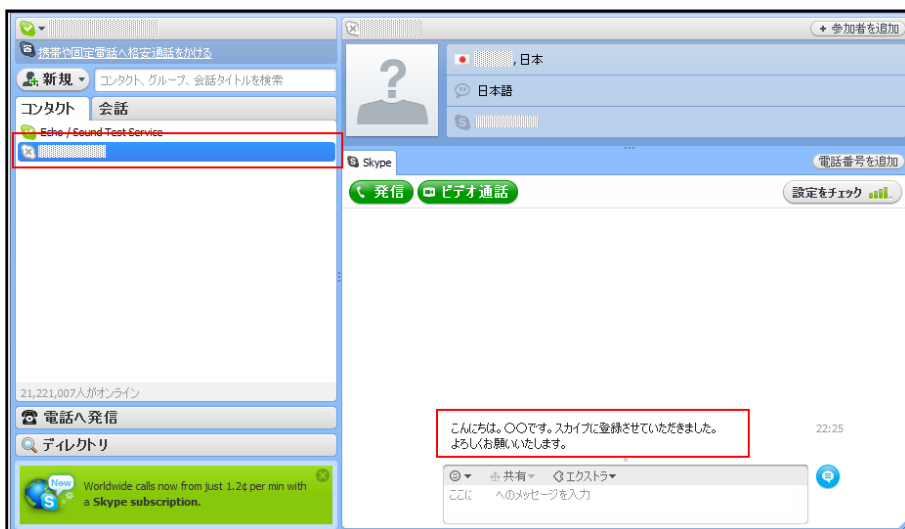 携帯や固定電話へ格安通話をかける
新規
コンタクト、グループ、会話タイトルを検索
コンタクト
会話
Echo / Sound Test Service
21,221,007人がオンライン
電話へ発信
ディレクトリ
New
Worldwide calls now from just 1.2¢ per min with
a Skype subscription.
+ 参加者を追加
, 日本
日本語
Skype
電話番号を追加
発信
ビデオ通話
設定をチェック
こんにちは。〇〇です。スカイプに登録させていただきました。
よろしくお願いいたします。
22:25
共有
エクストラ
ここに へのメッセージを入力